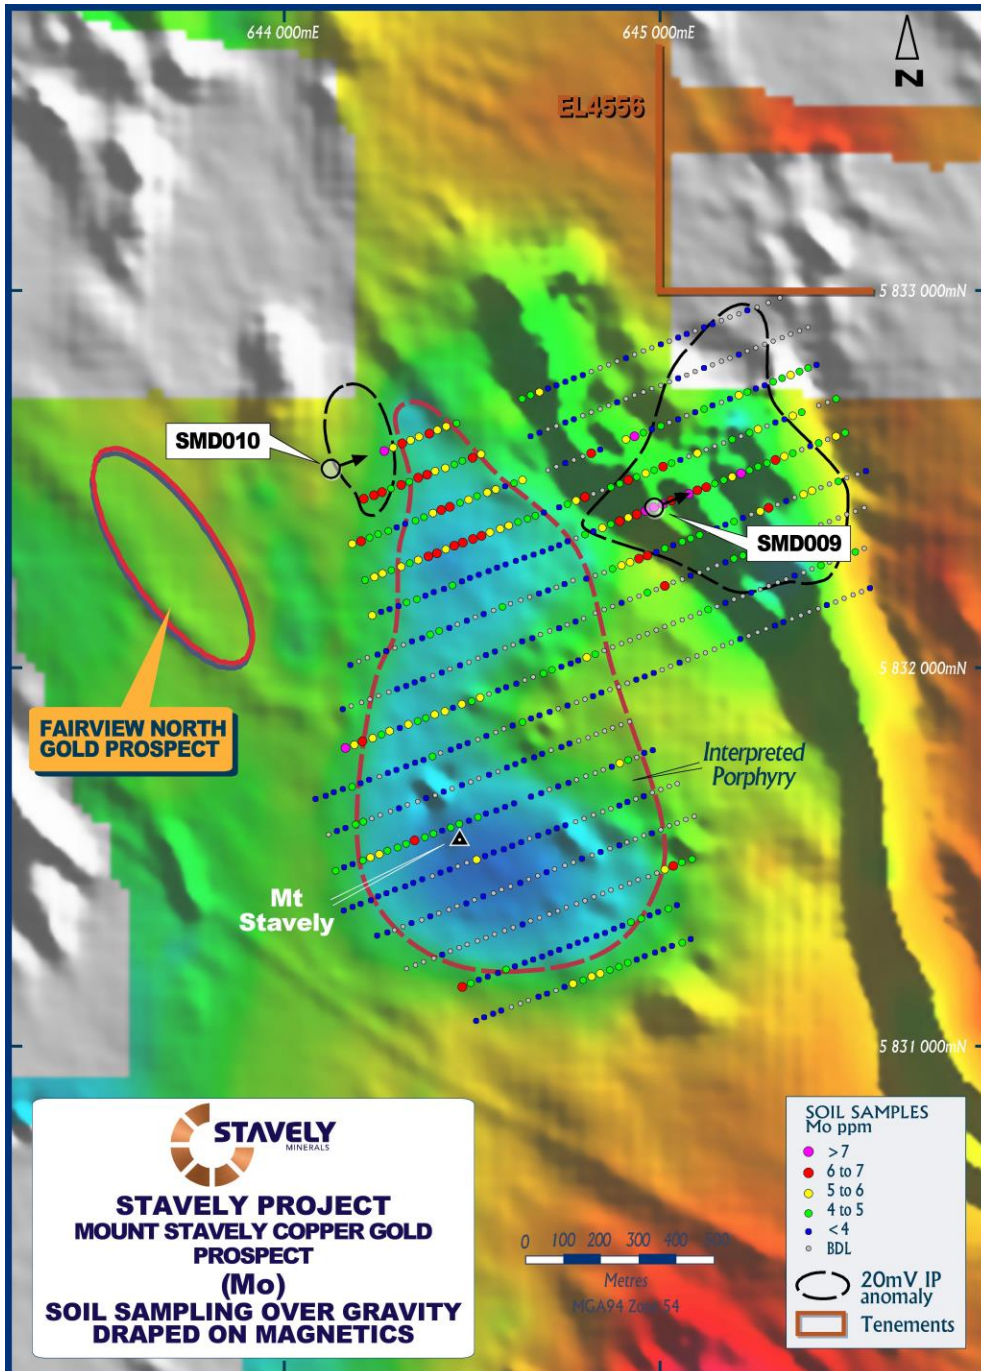 644 000mE
645 000mE
N
EL4556
5 833 000mN
SMD010
SMD009
5 832 000mN
FAIRVIEW NORTH
GOLD PROSPECT
Interpreted
Porphyry
Mt
Stavely
5 831 000mN
STAVELY
MINERALS
STAVELY PROJECT
MOUNT STAVELY COPPER GOLD
PROSPECT
(Mo)
SOIL SAMPLING OVER GRAVITY
DRAPED ON MAGNETICS
0 100 200 300 400 500
Metres
MGA94 Zone 54
SOIL SAMPLES
Mo ppm
>7
6 to 7
5 to 6
4 to 5
<4
BDL
20mV IP
anomaly
Tenements